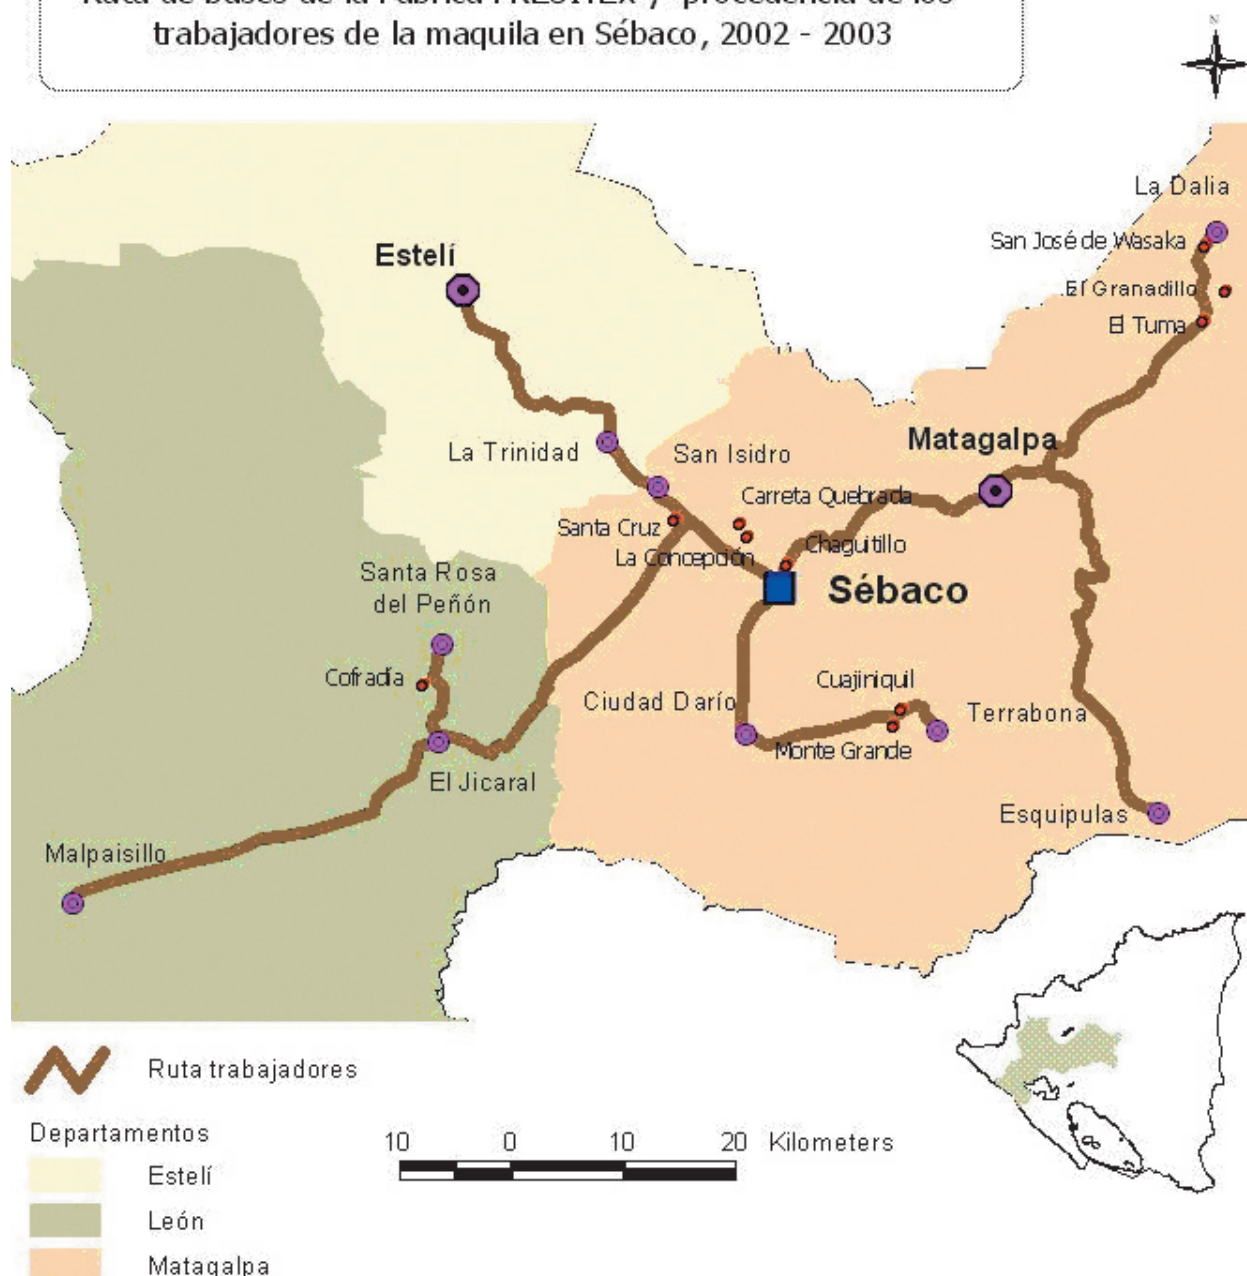 trabajadores de la maquila en Sébaco, 2002 - 2003
N
La Dalia
San José de Wasaka
Estelí
El Granadillo
El Tuma
Matagalpa
La Trinidad
San Isidro
Carreta Quebrada
Santa Cruz
Chaguitillo
La Concepción
Sébaco
Santa Rosa
del Peñón
Cofradía
Cuajiniquil
Ciudad Darío
Terrabona
Monte Grande
El Jicaral
Esquipulas
Malpaisillo
Ruta trabajadores
Departamentos
10 0 10 20 Kilometers
Estelí
León
Matagalpa